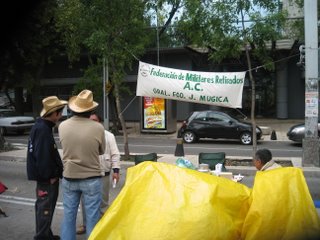 Federación de Militares Retirados
A.C.
GRAL. FCO. J. MUGICA